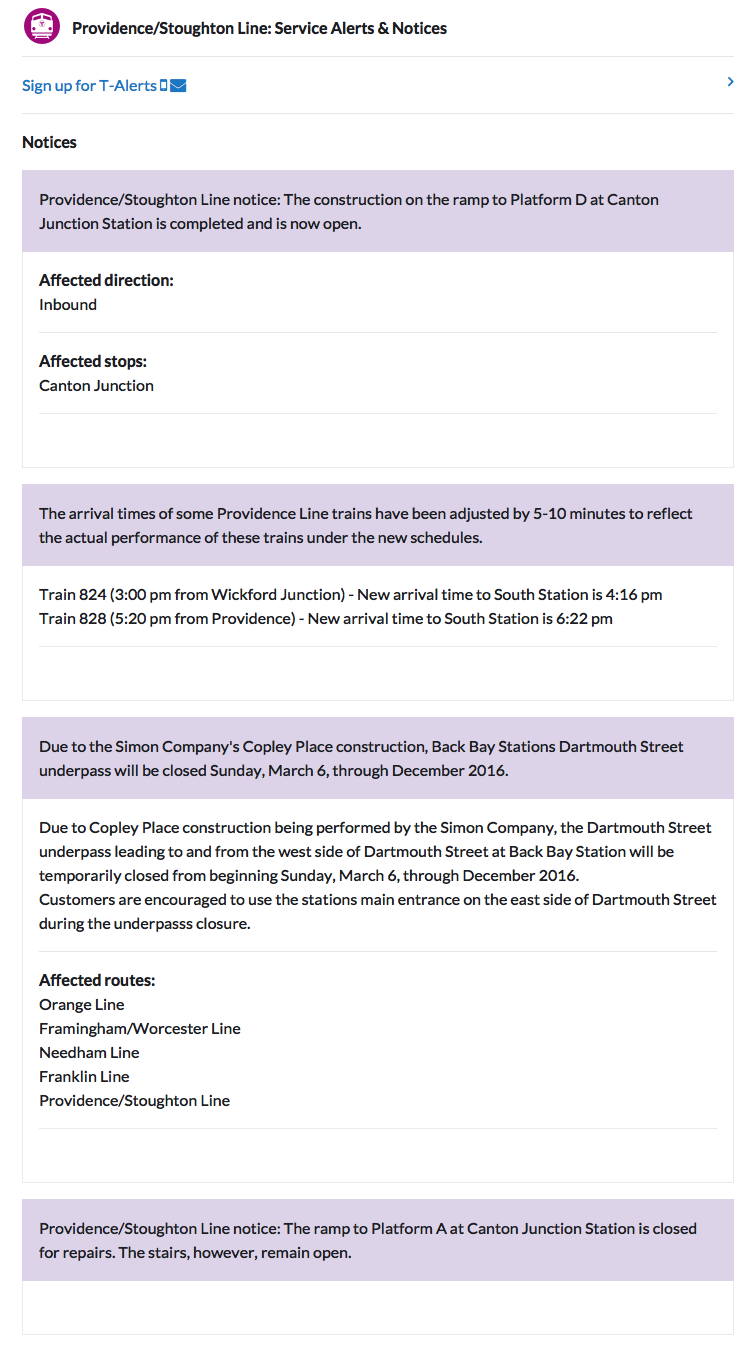 Providence/Stoughton Line: Service Alerts & Notices
Sign up for T-Alerts
Notices
Providence/Stoughton Line notice: The construction on the ramp to Platform D at Canton
Junction Station is completed and is now open.
Affected direction:
Inbound
Affected stops:
Canton Junction
The arrival times of some Providence Line trains have been adjusted by 5-10 minutes to reflect
the actual performance of these trains under the new schedules.
Train 824 (3:00 pm from Wickford Junction) - New arrival time to South Station is 4:16 pm
Train 828 (5:20 pm from Providence) - New arrival time to South Station is 6:22 pm
Due to the Simon Company's Copley Place construction, Back Bay Stations Dartmouth Street
underpass will be closed Sunday, March 6, through December 2016.
Due to Copley Place construction being performed by the Simon Company, the Dartmouth Street
underpass leading to and from the west side of Dartmouth Street at Back Bay Station will be
temporarily closed from beginning Sunday, March 6, through December 2016.
Customers are encouraged to use the stations main entrance on the east side of Dartmouth Street
during the underpasss closure.
Affected routes:
Orange Line
Framingham/Worcester Line
Needham Line
Franklin Line
Providence/Stoughton Line
Providence/Stoughton Line notice: The ramp to Platform A at Canton Junction Station is closed
for repairs. The stairs, however, remain open.